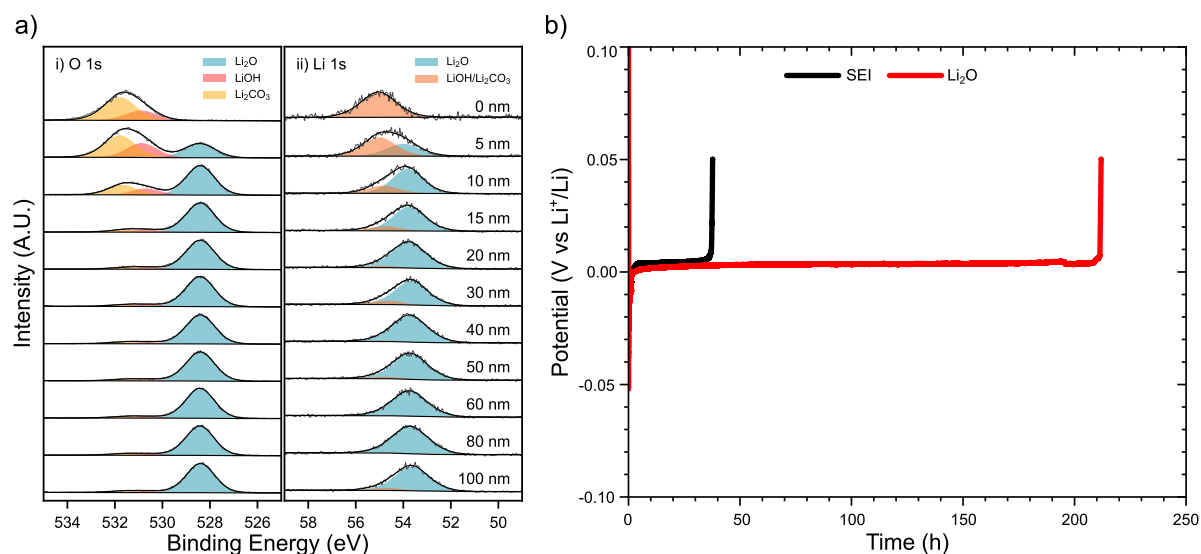 a)
i) O 1s
Li₂O
LiOH
Li₂CO₃
ii) Li 1s
Li₂O
LiOH/Li₂CO₃
0 nm
5 nm
10 nm
15 nm
20 nm
30 nm
40 nm
50 nm
60 nm
80 nm
100 nm
Intensity (A.U.)
534 532 530 528 526
58 56 54 52 50
Binding Energy (eV)
b)
SEI
Li₂O
0.10
0.05
0.00
-0.05
-0.10
Potential (V vs Li⁺/Li)
0 50 100 150 200 250
Time (h)